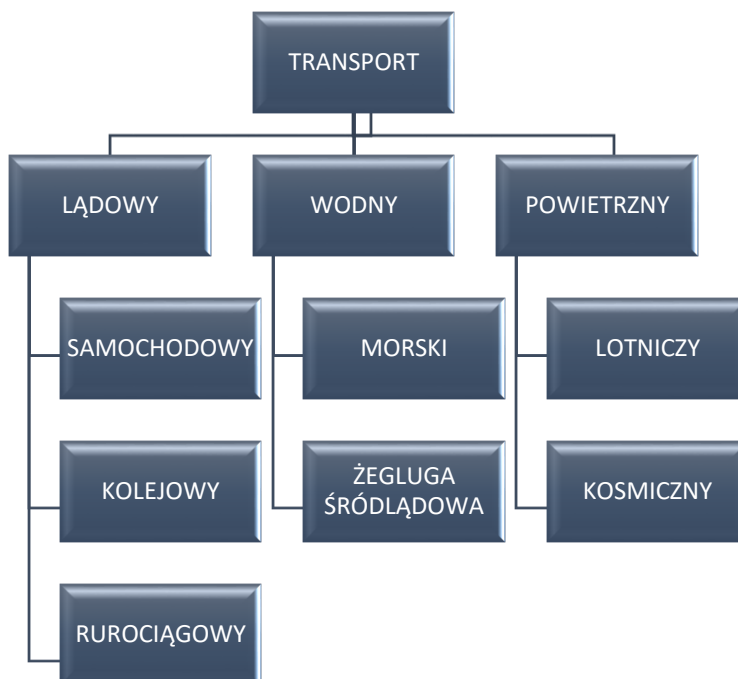 TRANSPORT
LĄDOWY
WODNY
POWIETRZNY
SAMOCHODOWY
MORSKI
LOTNICZY
KOLEJOWY
ŻEGLUGA
ŚRÓDLĄDOWA
KOSMICZNY
RUROCIĄGOWY